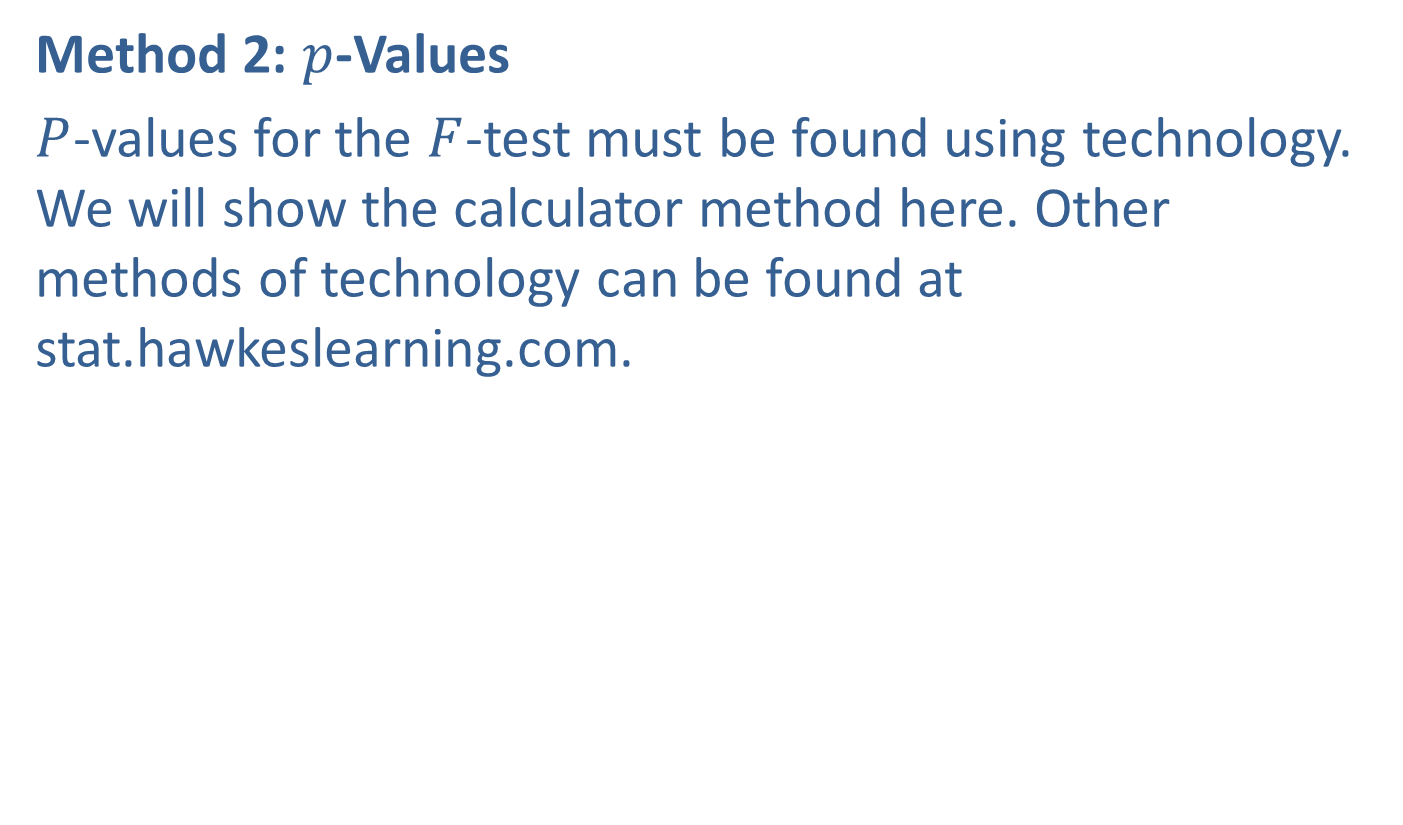 Method 2: p-Values
P-values for the F-test must be found using technology.
We will show the calculator method here. Other
methods of technology can be found at
stat.hawkeslearning.com.